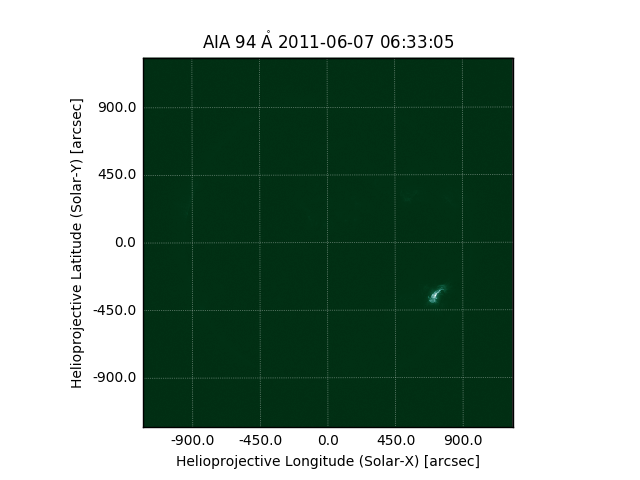 AIA 94 Å 2011-06-07 06:33:05
Helioprojective Latitude (Solar-Y) [arcsec]
900.0
450.0
0.0
-450.0
-900.0
-900.0 -450.0 0.0 450.0 900.0
Helioprojective Longitude (Solar-X) [arcsec]